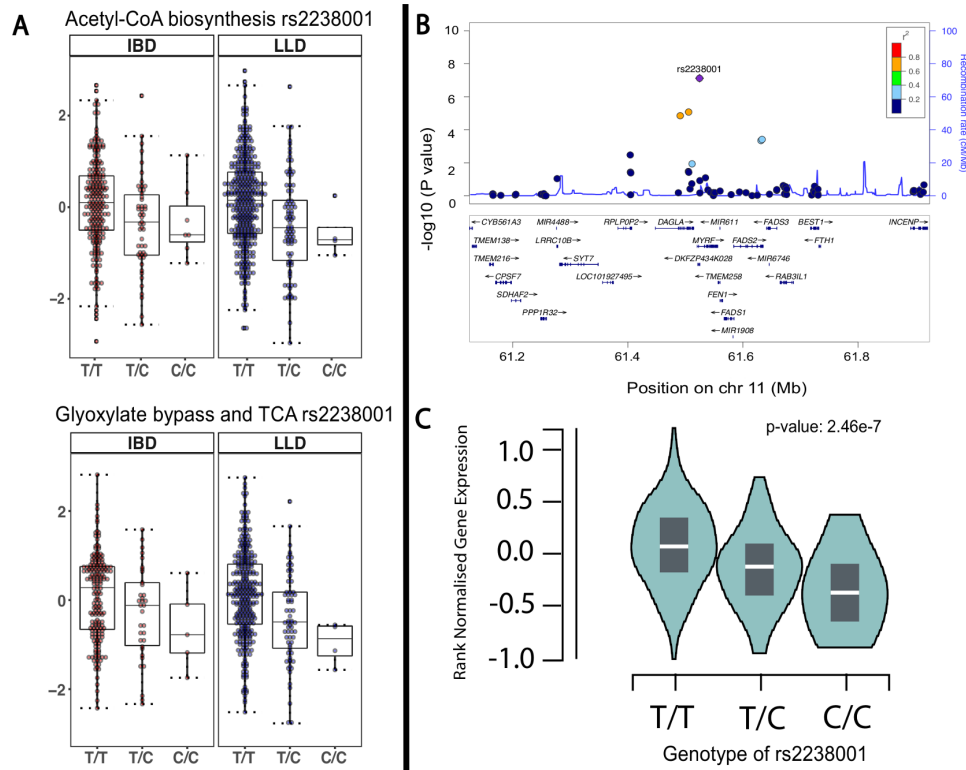 A
Acetyl-CoA biosynthesis rs2238001
IBD LLD
2
0
−2
T/T T/C C/C T/T T/C C/C
Glyoxylate bypass and TCA rs2238001
IBD LLD
2
0
−2
T/T T/C C/C T/T T/C C/C
B
-log10 (P value)
10
8
6
4
2
0
rs2238001
r²
0.8
0.6
0.4
0.2
100
80
60
40
20
0
Recombination rate (cM/Mb)
←CYB561A3 MIR4488→ RPLP0P2→ DAGLA→ ←MIR611 ←FADS3 BEST1→ INCENP→
TMEM138→ LRRC10B→ MYRF→ FADS2→ ←FTH1
TMEM216→ ←SYT7 ←DKFZP434K028 ←MIR6746
←CPSF7 LOC101927495→ ←TMEM258 ←RAB3IL1
SDHAF2→ FEN1→
PPP1R32→ ←FADS1
←MIR1908
61.2 61.4 61.6 61.8
Position on chr 11 (Mb)
C
p-value: 2.46e-7
Rank Normalised Gene Expression
1.0
0.5
0.0
-0.5
-1.0
T/T T/C C/C
Genotype of rs2238001